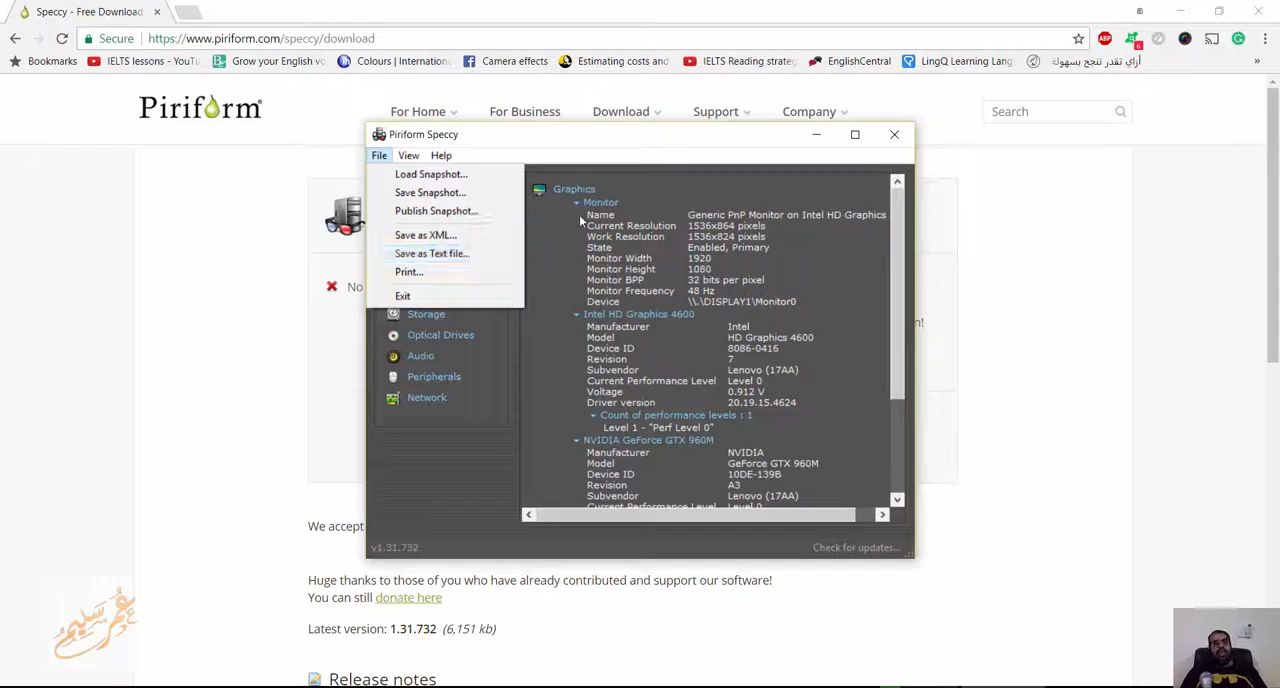 Speccy - Free Download
Secure
https://www.piriform.com/speccy/download
ABP
6
Bookmarks
IELTS lessons - YouTu
Grow your English vo
Colours | Internation
Camera effects
Estimating costs and
IELTS Reading strateg
EnglishCentral
LingQ Learning Lang
أزاي تقدر تنجح بسهولة
»
Piriform
For Home
For Business
Download
Support
Company
Search
Piriform Speccy
File
View
Help
Load Snapshot...
Save Snapshot...
Publish Snapshot...
Save as XML...
Save as Text file...
Print...
Exit
Storage
Optical Drives
Audio
Peripherals
Network
Graphics
Monitor
Name Generic PnP Monitor on Intel HD Graphics
Current Resolution 1536x864 pixels
Work Resolution 1536x824 pixels
State Enabled, Primary
Monitor Width 1920
Monitor Height 1080
Monitor BPP 32 bits per pixel
Monitor Frequency 48 Hz
Device \\.\DISPLAY1\Monitor0
Intel HD Graphics 4600
Manufacturer Intel
Model HD Graphics 4600
Device ID 8086-0416
Revision 7
Subvendor Lenovo (17AA)
Current Performance Level Level 0
Voltage 0.912 V
Driver version 20.19.15.4624
Count of performance levels : 1
Level 1 - "Perf Level 0"
NVIDIA GeForce GTX 960M
Manufacturer NVIDIA
Model GeForce GTX 960M
Device ID 10DE-139B
Revision A3
Subvendor Lenovo (17AA)
Current Performance Level Level 0
v1.31.732
Check for updates...
No
n!
We accept
Huge thanks to those of you who have already contributed and support our software!
You can still donate here
Latest version: 1.31.732 (6,151 kb)
Release notes
عمر سليم